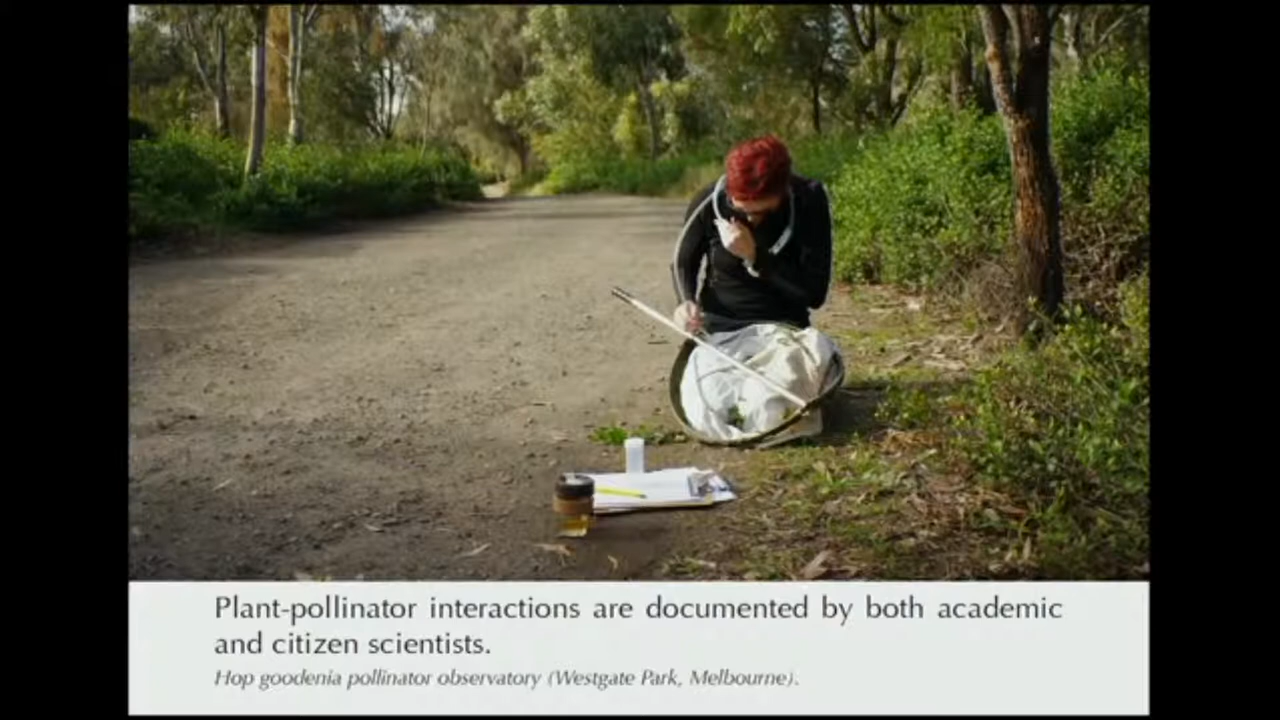 Plant-pollinator interactions are documented by both academic
and citizen scientists.
Hop goodenia pollinator observatory (Westgate Park, Melbourne).